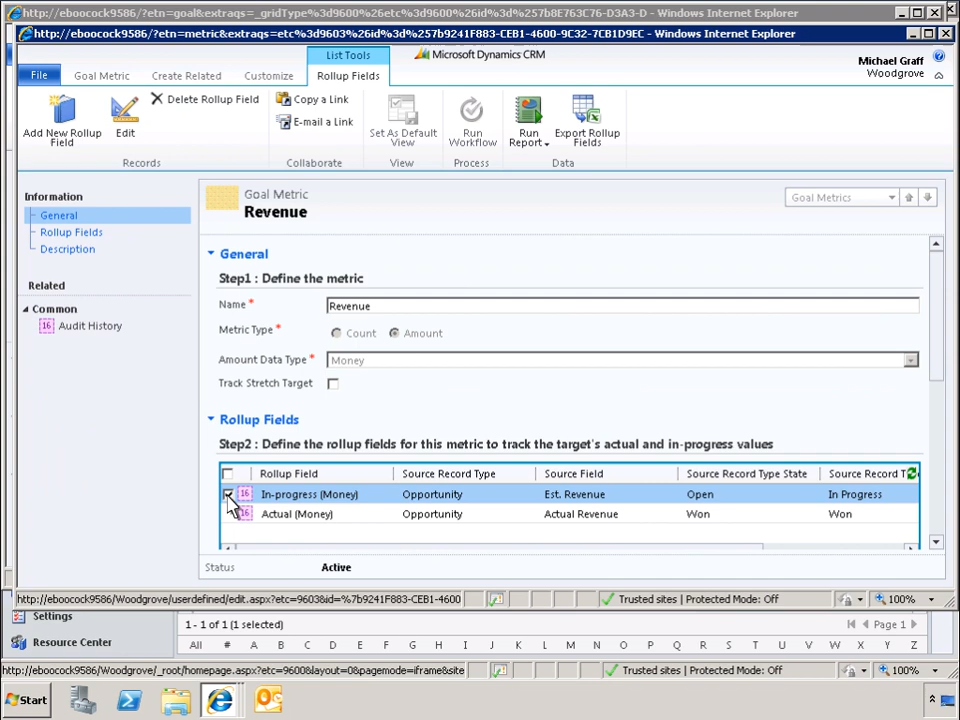 http://eboocock9586/?etn=goal&extraqs=_gridType%3d9600%26etc%3d9600%26id%3d%257b8E763C76-D3A3-D - Windows Internet Explorer
http://eboocock9586/?etn=metric&extraqs=etc%3d9603%26id%3d%257b9241F883-CEB1-4600-9C32-7CB1D9EC - Windows Internet Explorer
List Tools
Microsoft Dynamics CRM
Michael Graff
Woodgrove
File
Goal Metric
Create Related
Customize
Rollup Fields
Add New Rollup Field
Edit
Delete Rollup Field
Copy a Link
E-mail a Link
Set As Default View
Run Workflow
Run Report
Export Rollup Fields
Records
Collaborate
View
Process
Data
Information
General
Rollup Fields
Description
Related
Common
16 Audit History
Goal Metric
Revenue
Goal Metrics
General
Step1 : Define the metric
Name * Revenue
Metric Type * Count Amount
Amount Data Type * Money
Track Stretch Target
Rollup Fields
Step2 : Define the rollup fields for this metric to track the target's actual and in-progress values
Rollup Field Source Record Type Source Field Source Record Type State Source Record T
16 In-progress (Money) Opportunity Est. Revenue Open In Progress
16 Actual (Money) Opportunity Actual Revenue Won Won
Status Active
http://eboocock9586/Woodgrove/userdefined/edit.aspx?etc=9603&id=%7b9241F883-CEB1-4600
Trusted sites | Protected Mode: Off
100%
Settings
Resource Center
1 - 1 of 1 (1 selected)
Page 1
All # A B C D E F G H I J K L M N O P Q R S T U V W X Y Z
http://eboocock9586/Woodgrove/_root/homepage.aspx?etc=9600&layout=0&pagemode=iframe&site
Trusted sites | Protected Mode: Off
100%
Start